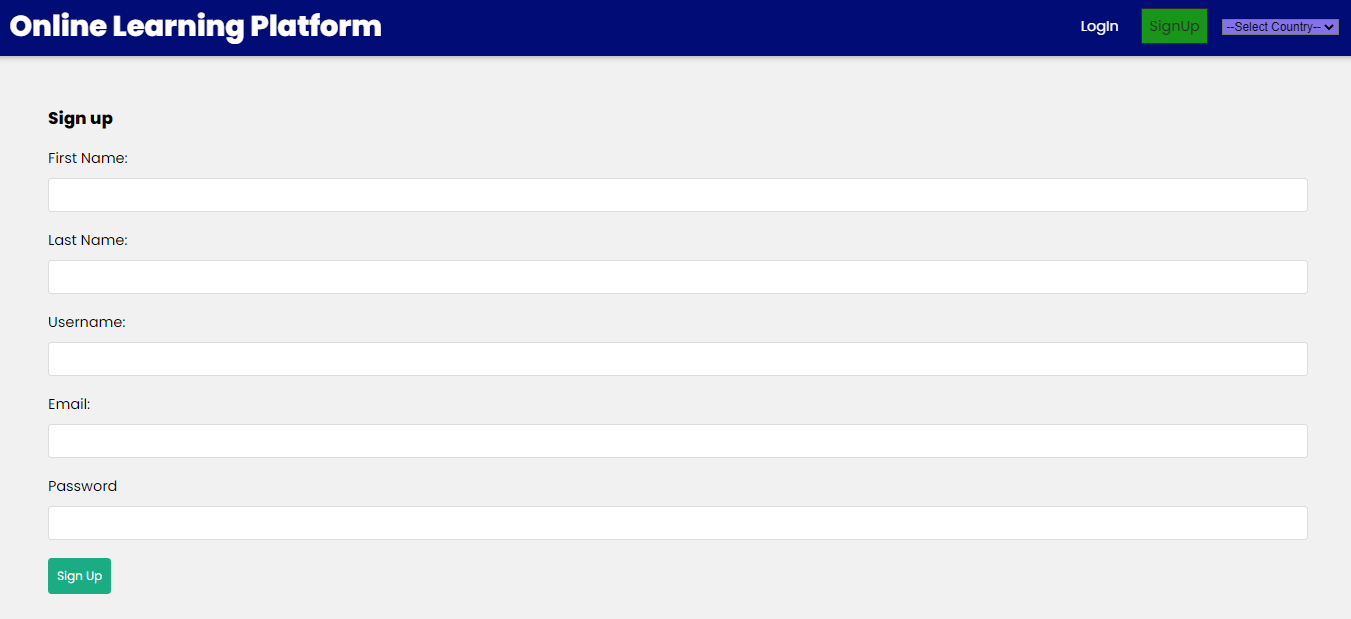 Online Learning Platform
LogIn
SignUp
--Select Country--
Sign up
First Name:
Last Name:
Username:
Email:
Password
Sign Up